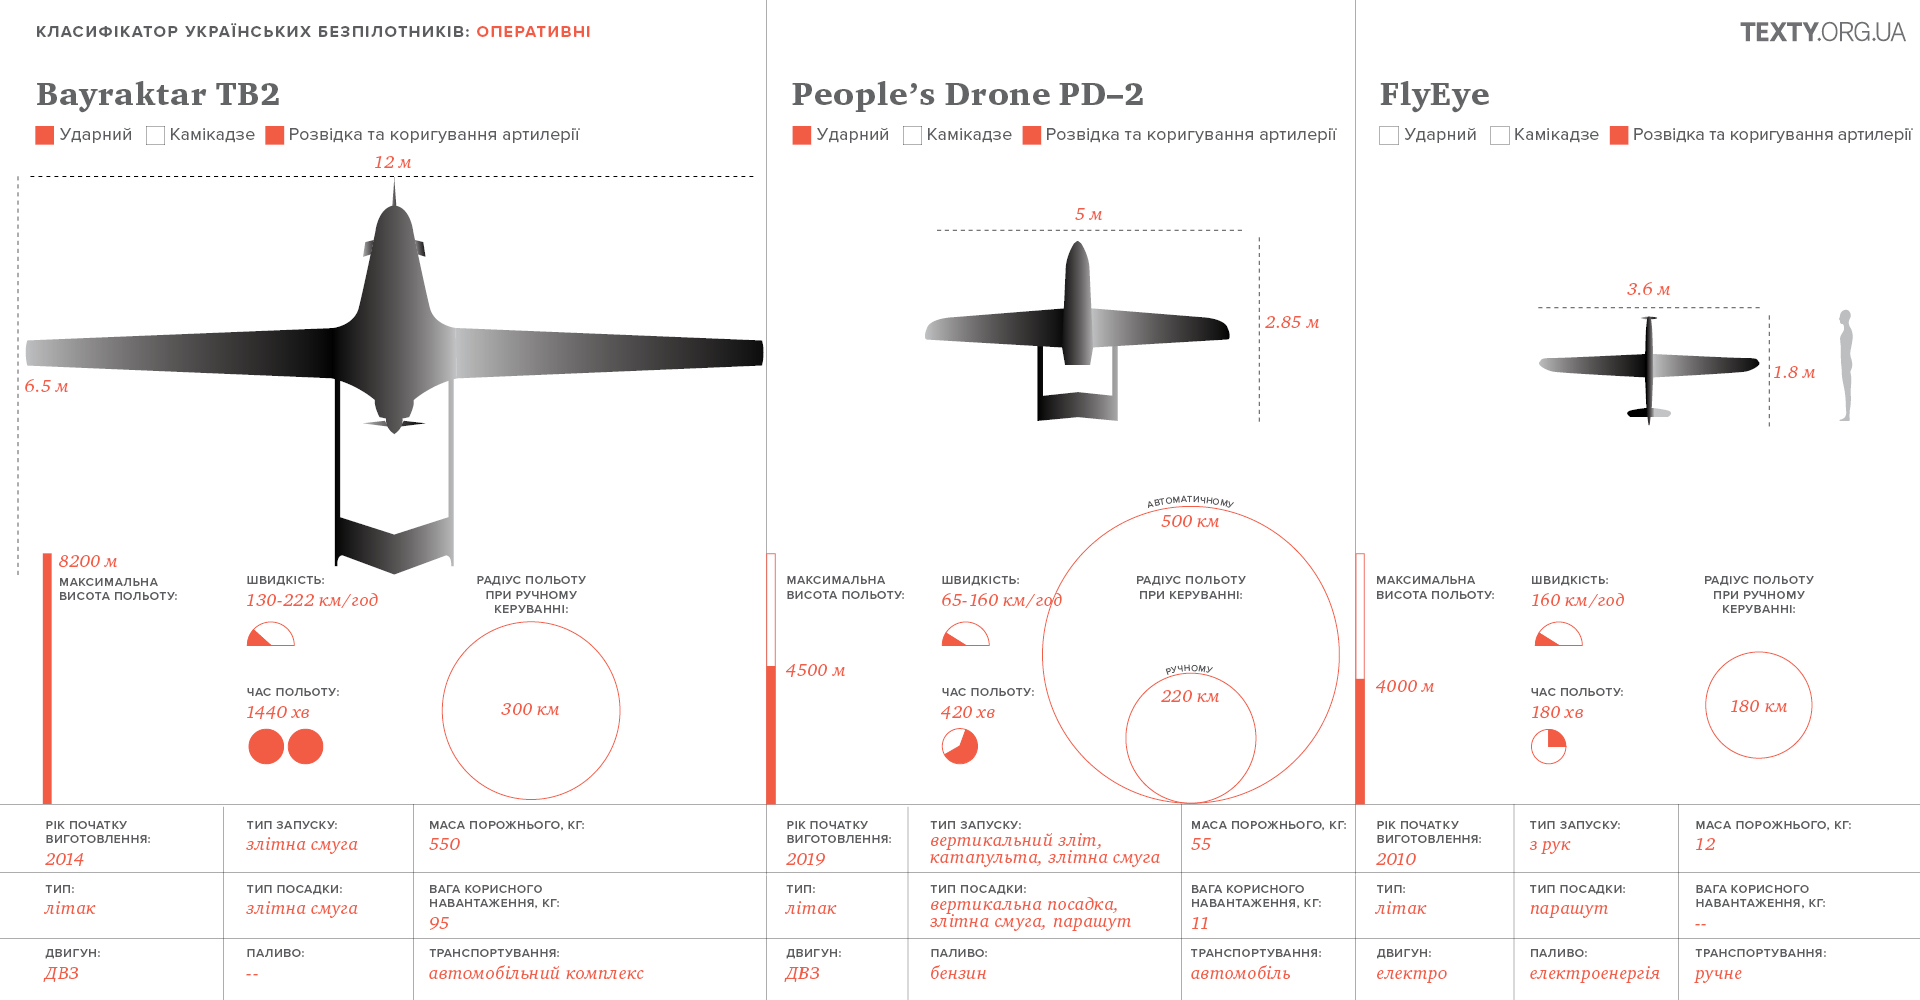 КЛАСИФІКАТОР УКРАЇНСЬКИХ БЕЗПІЛОТНИКІВ: ОПЕРАТИВНІ
TEXTY.ORG.UA
Bayraktar TB2
Ударний Камікадзе Розвідка та коригування артилерії
12 м
6.5 м
8200 м
МАКСИМАЛЬНА
ВИСОТА ПОЛЬОТУ:
ШВИДКІСТЬ:
130-222 км/год
ЧАС ПОЛЬОТУ:
1440 хв
РАДІУС ПОЛЬОТУ
ПРИ РУЧНОМУ
КЕРУВАННІ:
300 км
РІК ПОЧАТКУ
ВИГОТОВЛЕННЯ:
2014
ТИП ЗАПУСКУ:
злітна смуга
МАСА ПОРОЖНЬОГО, КГ:
550
ТИП:
літак
ТИП ПОСАДКИ:
злітна смуга
ВАГА КОРИСНОГО
НАВАНТАЖЕННЯ, КГ:
95
ДВИГУН:
ДВЗ
ПАЛИВО:
--
ТРАНСПОРТУВАННЯ:
автомобільний комплекс
People’s Drone PD–2
Ударний Камікадзе Розвідка та коригування артилерії
5 м
2.85 м
МАКСИМАЛЬНА
ВИСОТА ПОЛЬОТУ:
4500 м
ШВИДКІСТЬ:
65-160 км/год
ЧАС ПОЛЬОТУ:
420 хв
АВТОМАТИЧНОМУ
500 км
РАДІУС ПОЛЬОТУ
ПРИ КЕРУВАННІ:
РУЧНОМУ
220 км
РІК ПОЧАТКУ
ВИГОТОВЛЕННЯ:
2019
ТИП ЗАПУСКУ:
вертикальний зліт,
катапульта, злітна смуга
МАСА ПОРОЖНЬОГО, КГ:
55
ТИП:
літак
ТИП ПОСАДКИ:
вертикальна посадка,
злітна смуга, парашут
ВАГА КОРИСНОГО
НАВАНТАЖЕННЯ, КГ:
11
ДВИГУН:
ДВЗ
ПАЛИВО:
бензин
ТРАНСПОРТУВАННЯ:
автомобіль
FlyEye
Ударний Камікадзе Розвідка та коригування артилерії
3.6 м
1.8 м
МАКСИМАЛЬНА
ВИСОТА ПОЛЬОТУ:
4000 м
ШВИДКІСТЬ:
160 км/год
ЧАС ПОЛЬОТУ:
180 хв
РАДІУС ПОЛЬОТУ
ПРИ РУЧНОМУ
КЕРУВАННІ:
180 км
РІК ПОЧАТКУ
ВИГОТОВЛЕННЯ:
2010
ТИП ЗАПУСКУ:
з рук
МАСА ПОРОЖНЬОГО, КГ:
12
ТИП:
літак
ТИП ПОСАДКИ:
парашут
ВАГА КОРИСНОГО
НАВАНТАЖЕННЯ, КГ:
--
ДВИГУН:
електро
ПАЛИВО:
електроенергія
ТРАНСПОРТУВАННЯ:
ручне